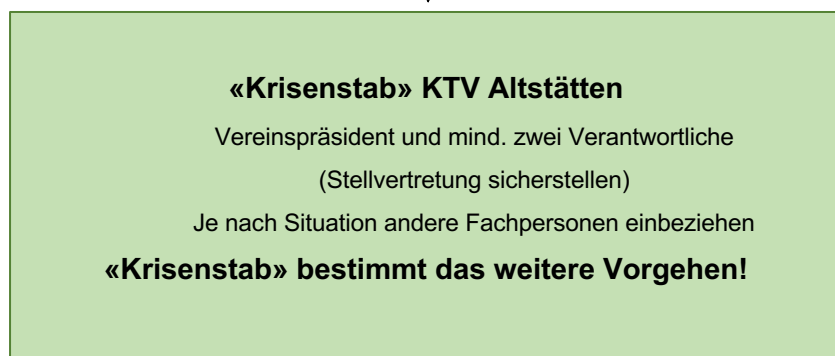 «Krisenstab» KTV Altstätten
Vereinspräsident und mind. zwei Verantwortliche
(Stellvertretung sicherstellen)
Je nach Situation andere Fachpersonen einbeziehen
«Krisenstab» bestimmt das weitere Vorgehen!